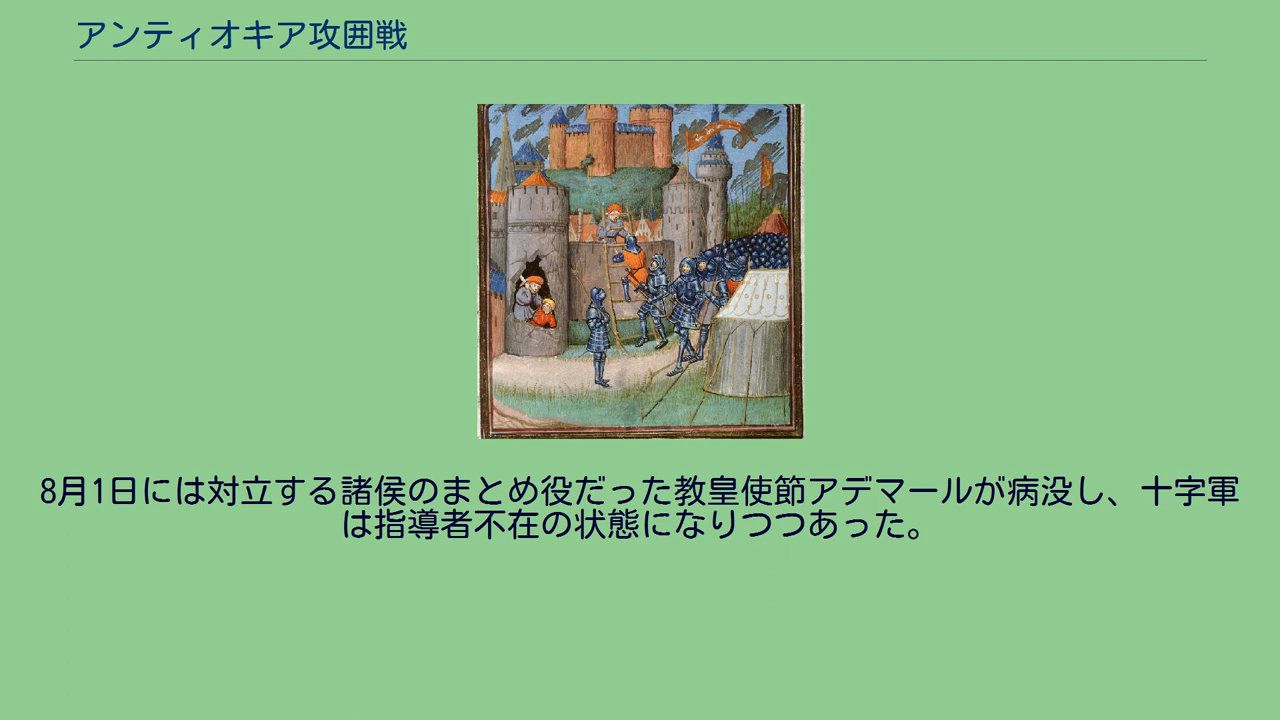 アンティオキア攻囲戦
8月1日には対立する諸侯のまとめ役だった教皇使節アデマールが病没し、十字軍
は指導者不在の状態になりつつあった。